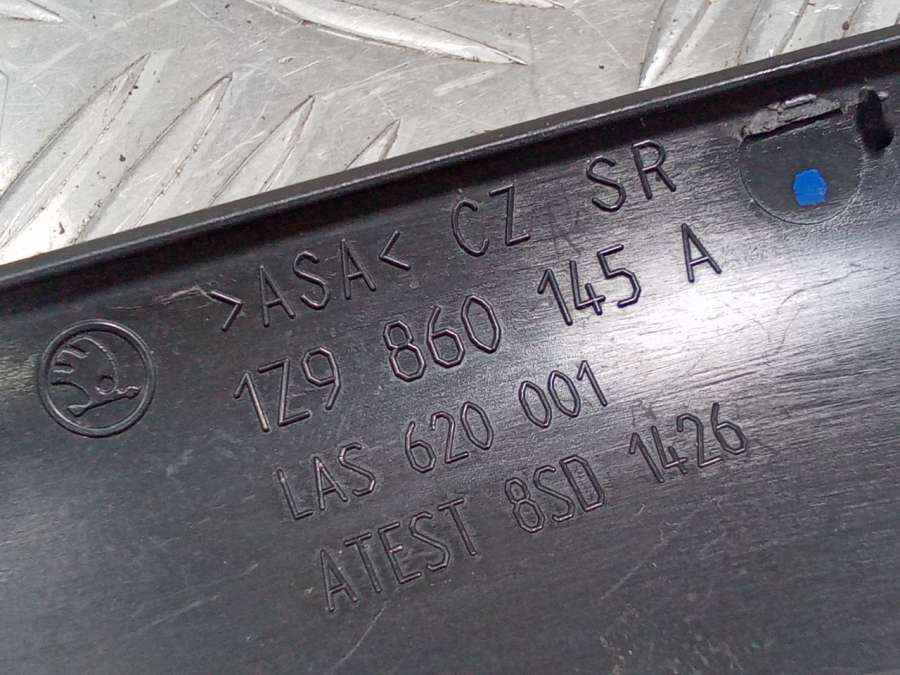 >ASA< CZ SR
1Z9 860 145 A
LAS 620 001
ATEST 8SD 1426